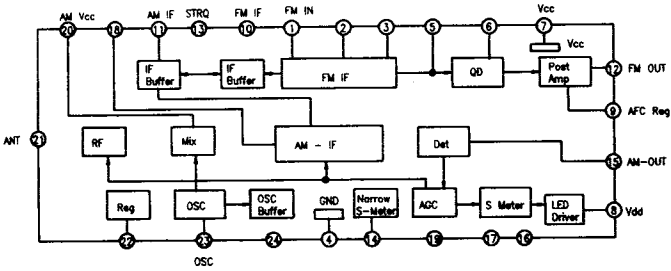 AM Vcc AM IF STRQ FM IF FM IN Vcc
20 18 11 13 10 1 2 3 5 6 7
Vcc
IF Buffer IF Buffer FM IF QD Post Amp 12 FM OUT
9 AFC Reg
ANT 21 RF Mix AM - IF Det
15 AM-OUT
Reg OSC OSC Buffer GND Narrow S-Meter AGC S Meter LED Driver 8 Vdd
22 23 24 4 14 19 17 16
OSC